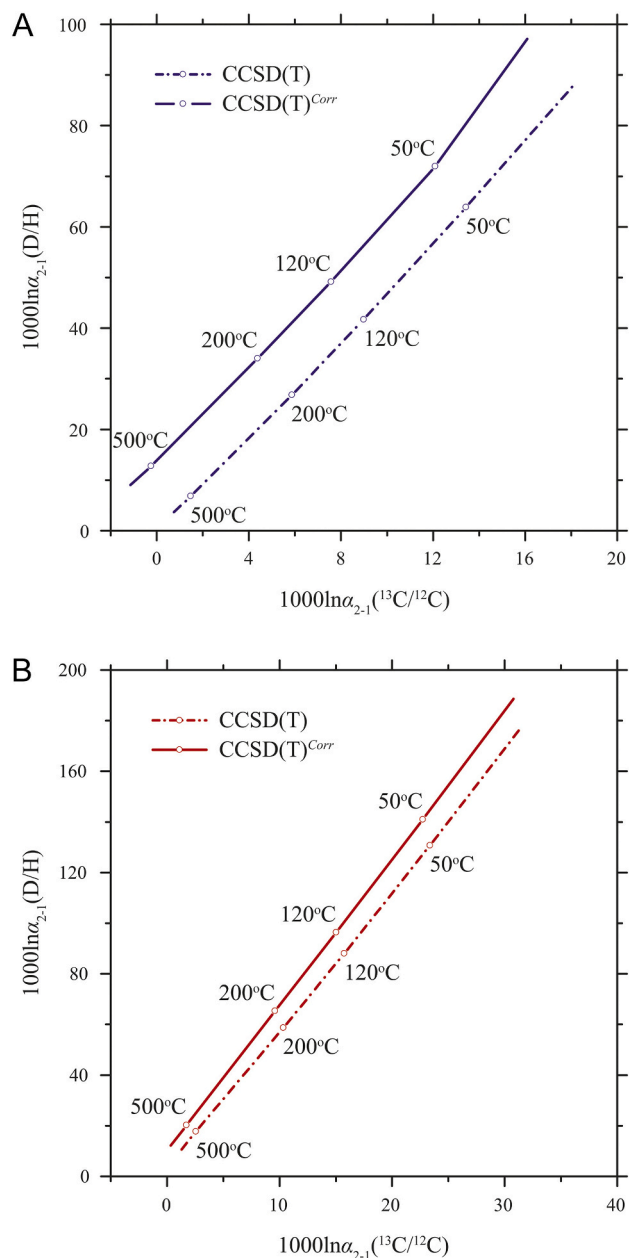 A
100
80
60
40
20
0
CCSD(T)
CCSD(T)^Corr
50°C
120°C
200°C
500°C
50°C
120°C
200°C
500°C
0 4 8 12 16 20
1000lnα₂₋₁(D/H)
1000lnα₂₋₁(¹³C/¹²C)
B
200
160
120
80
40
0
CCSD(T)
CCSD(T)^Corr
50°C
120°C
200°C
500°C
50°C
120°C
200°C
500°C
0 10 20 30 40
1000lnα₂₋₁(D/H)
1000lnα₂₋₁(¹³C/¹²C)